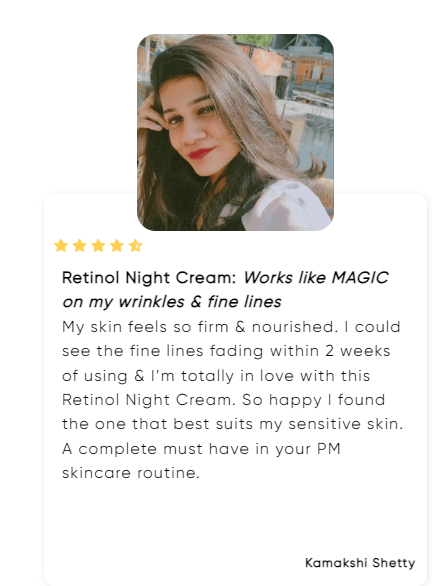 Retinol Night Cream: Works like MAGIC
on my wrinkles & fine lines
My skin feels so firm & nourished. I could
see the fine lines fading within 2 weeks
of using & I'm totally in love with this
Retinol Night Cream. So happy I found
the one that best suits my sensitive skin.
A complete must have in your PM
skincare routine.
Kamakshi Shetty